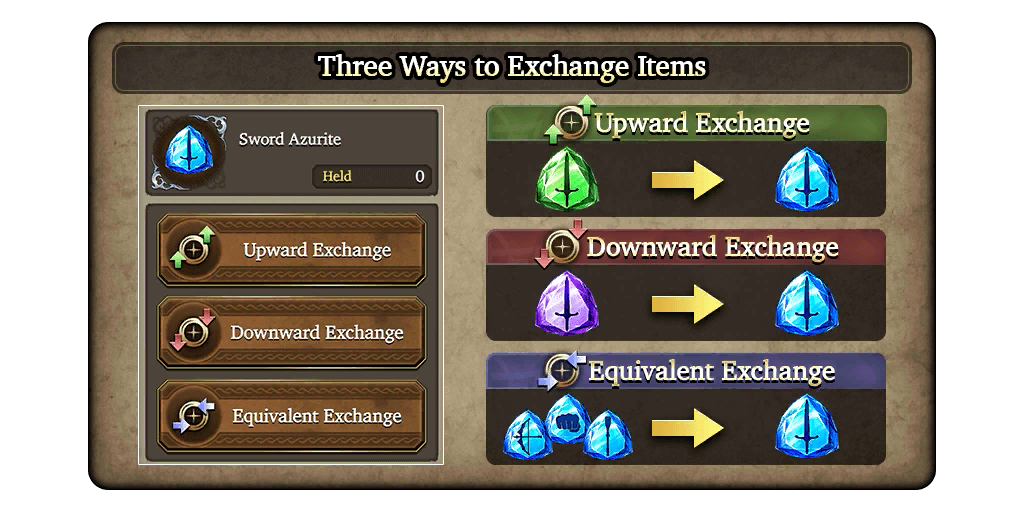 Three Ways to Exchange Items
Sword Azurite
Held 0
Upward Exchange
Downward Exchange
Equivalent Exchange
Upward Exchange
Downward Exchange
Equivalent Exchange